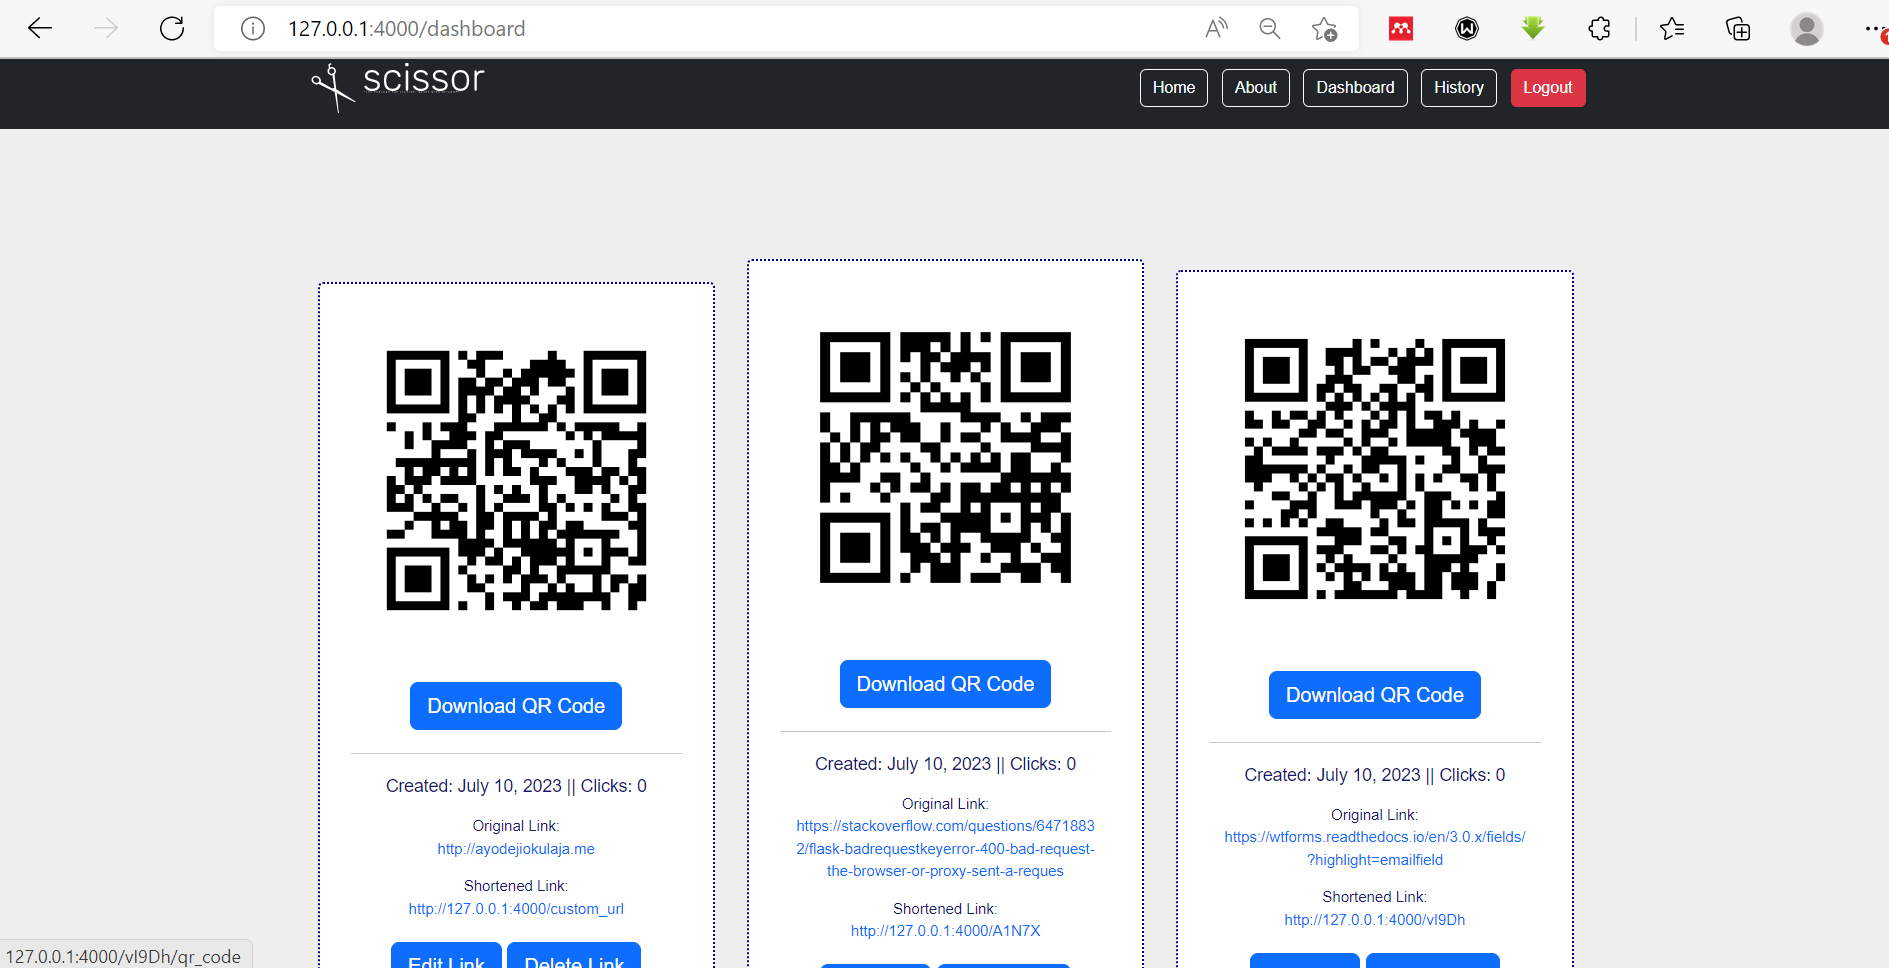 127.0.0.1:4000/dashboard
scissor
Home
About
Dashboard
History
Logout
Download QR Code
Created: July 10, 2023 || Clicks: 0
Original Link:
http://ayodejiokulaja.me
Shortened Link:
http://127.0.0.1:4000/custom_url
Edit Link
Delete Link
Download QR Code
Created: July 10, 2023 || Clicks: 0
Original Link:
https://stackoverflow.com/questions/6471883
2/flask-badrequestkeyerror-400-bad-request-
the-browser-or-proxy-sent-a-reques
Shortened Link:
http://127.0.0.1:4000/A1N7X
Download QR Code
Created: July 10, 2023 || Clicks: 0
Original Link:
https://wtforms.readthedocs.io/en/3.0.x/fields/
?highlight=emailfield
Shortened Link:
http://127.0.0.1:4000/vI9Dh
127.0.0.1:4000/vI9Dh/qr_code